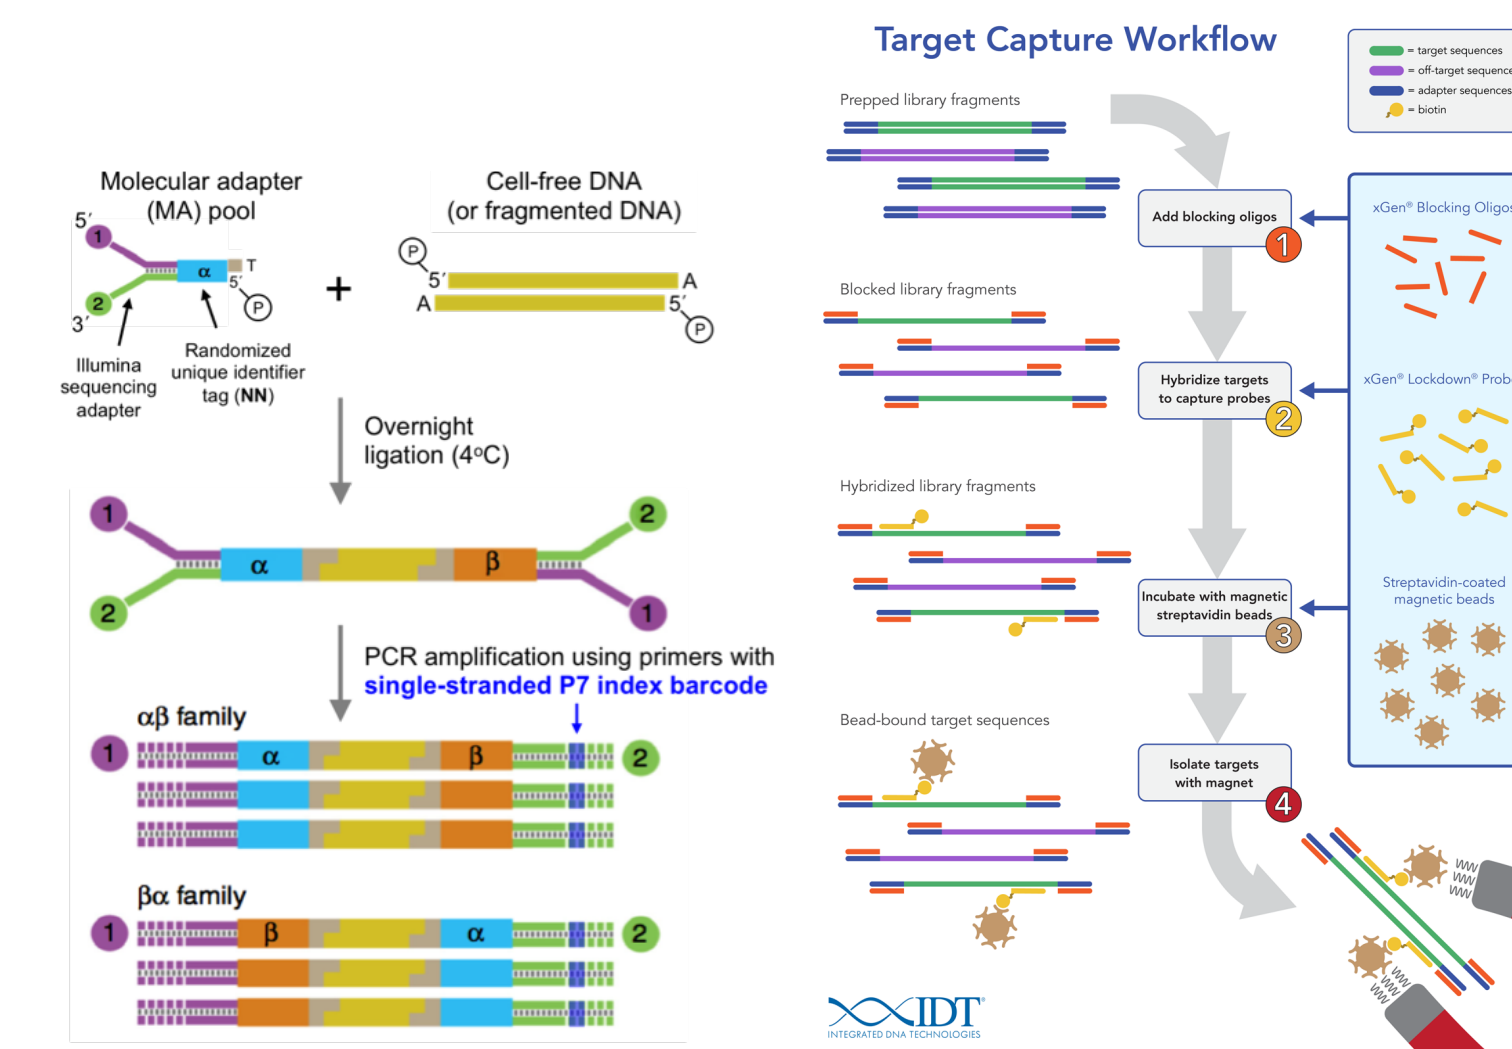 Molecular adapter
(MA) pool
5′
1
α
T
5′
P
2
3′
Illumina
sequencing
adapter
Randomized
unique identifier
tag (NN)
+
Cell-free DNA
(or fragmented DNA)
P
5′
A
A
5′
P
Overnight
ligation (4°C)
1
2
α
β
2
1
PCR amplification using primers with
single-stranded P7 index barcode
αβ family
1
α
β
2
βα family
1
β
α
2
Target Capture Workflow
= target sequences
= off-target sequence
= adapter sequences
= biotin
Prepped library fragments
Add blocking oligos
1
xGen® Blocking Oligos
Blocked library fragments
Hybridize targets
to capture probes
2
xGen® Lockdown® Probe
Hybridized library fragments
Incubate with magnetic
streptavidin beads
3
Streptavidin-coated
magnetic beads
Bead-bound target sequences
Isolate targets
with magnet
4
IDT®
INTEGRATED DNA TECHNOLOGIES